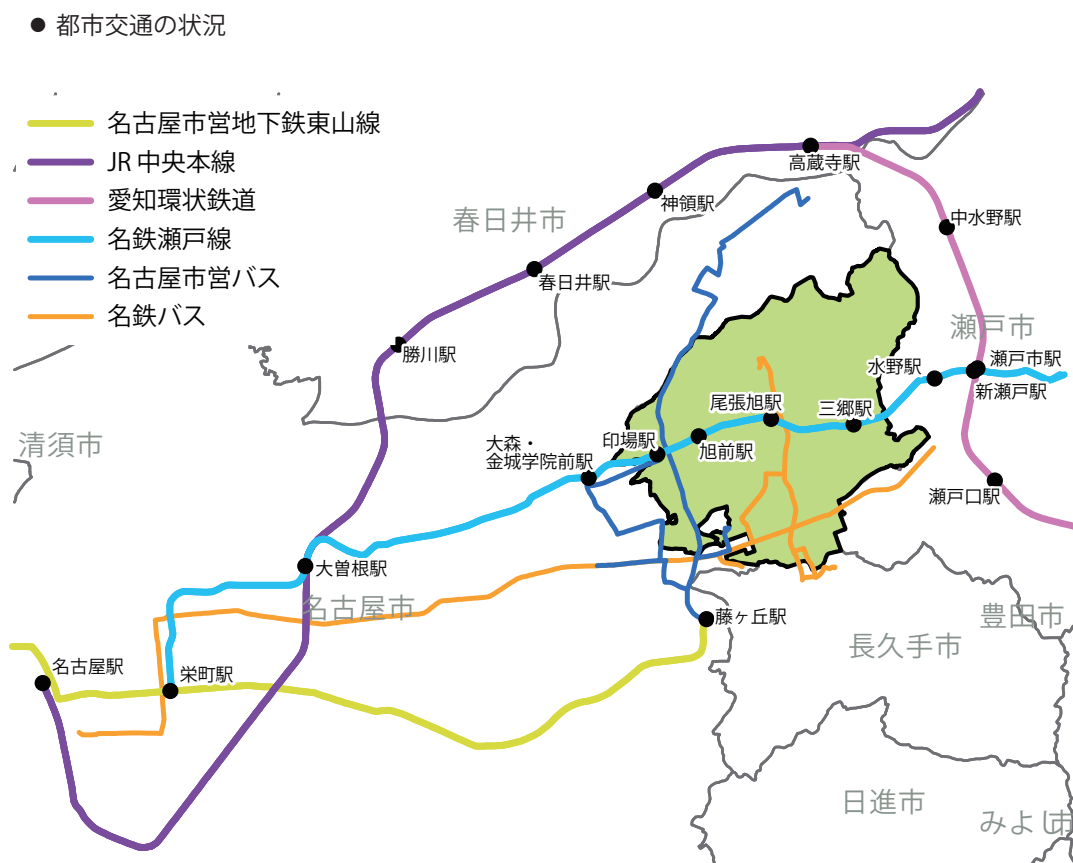 ● 都市交通の状況
名古屋市営地下鉄東山線
JR 中央本線
愛知環状鉄道
名鉄瀬戸線
名古屋市営バス
名鉄バス
高蔵寺駅
神領駅
春日井市
中水野駅
春日井駅
瀬戸市
勝川駅
水野駅
瀬戸市駅
新瀬戸駅
尾張旭駅
三郷駅
清須市
大森・
金城学院前駅
印場駅
旭前駅
瀬戸口駅
大曽根駅
名古屋市
藤ヶ丘駅
豊田市
長久手市
名古屋駅
栄町駅
日進市
みよし市